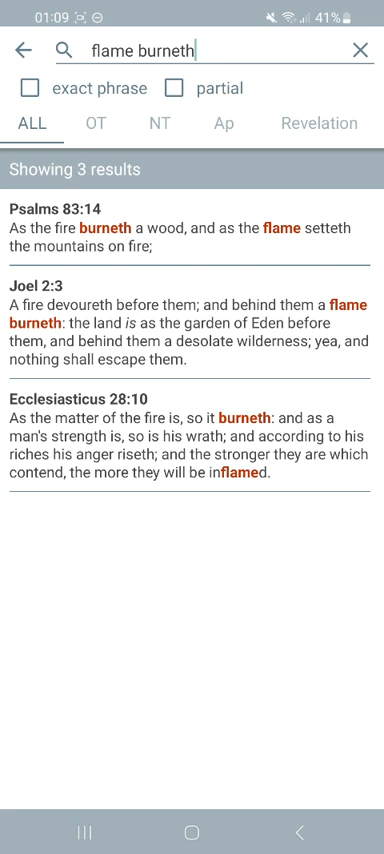 01:09 41%
flame burneth
exact phrase partial
ALL OT NT Ap Revelation
Showing 3 results
Psalms 83:14
As the fire burneth a wood, and as the flame setteth
the mountains on fire;
Joel 2:3
A fire devoureth before them; and behind them a flame
burneth: the land is as the garden of Eden before
them, and behind them a desolate wilderness; yea, and
nothing shall escape them.
Ecclesiasticus 28:10
As the matter of the fire is, so it burneth: and as a
man's strength is, so is his wrath; and according to his
riches his anger riseth; and the stronger they are which
contend, the more they will be inflamed.